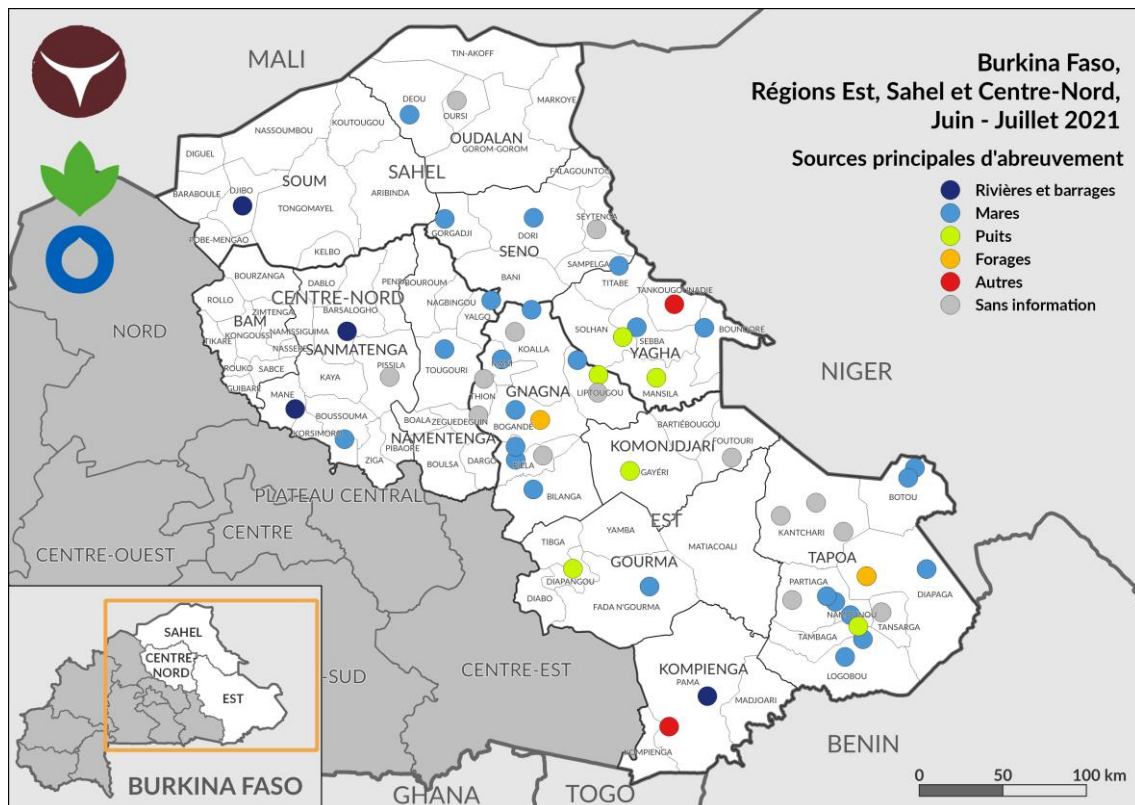 MALI
Burkina Faso,
Régions Est, Sahel et Centre-Nord,
Juin - Juillet 2021
Sources principales d'abreuvement
Rivières et barrages
Mares
Puits
Forages
Autres
Sans information
TIN-AKOFF
DEOU
OURSI
MARKOYE
NASSOUMBOU
KOUTOUGOU
OUDALAN
GOROM-GOROM
DIGUEL
SAHEL
FALAGOUNTOU
BARABOULE
DJIBO
SOUM
ARIBINDA
TONGOMAYEL
SEYTENGA
GORGADJI
DORI
POBE-MENGAO
KELBO
SENO
SAMPELGA
BANI
TITABE
BOURZANGA
DABLO
BOUROUM
TANKOUGOUNADIE
ROLLO
CENTRE-NORD
NAGBINGOU
YALGO
ZIMTENGA
BARSALOGHO
NORD
BAM
NAMISSIGUIMA
SOLHAN
BOUNDORE
KONGOUSSI
TIKARE
KOALLA
SEBBA
NASSERE
SANMATENGA
YAGHA
ROUKO
SABCE
PISSILA
TOUGOURI
NIGER
KAYA
GNAGNA
GUIBARE
THION
LIPTOUGOU
MANSILA
MANE
BOUSSOUMA
BOALA
ZEGUEDEGUIN
BOGANDE
BARTIÉBOUGOU
KORSIMORO
NAMENTENGA
KOMONDJARI
FOUTOURI
PIBAORE
ZIGA
BOULSA
DARGO
GAYÉRI
BOTOU
PLATEAU CENTRAL
BILANGA
CENTRE
EST
KANTCHARI
CENTRE-OUEST
YAMBA
TIBGA
MATIACOALI
TAPOA
GOURMA
DIAPANGOU
PARTIAGA
DIAPAGA
DIABO
FADA N'GOURMA
TANSARGA
TAMBAGA
SAHEL
CENTRE-
NORD
EST
-SUD
CENTRE-EST
KOMPIENGA
LOGOBOU
PAMA
MADJOARI
KOMPIENGA
BENIN
BURKINA FASO
GHANA
TOGO
0 50 100 km